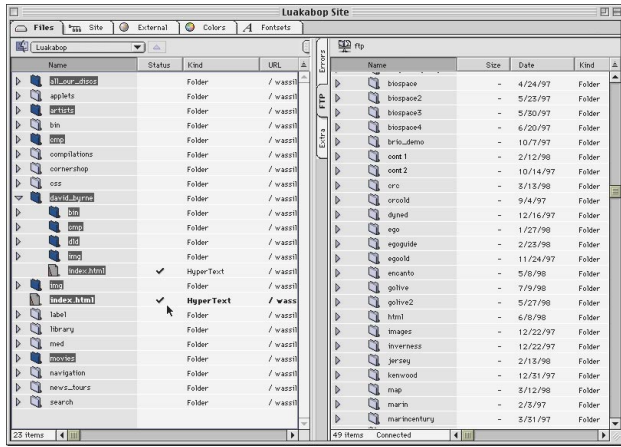 Luakabop Site
Files Site External Colors A Fontsets
Luakabop
Name Status Kind URL
all_our_discs Folder / wassil
applets Folder / wassil
artists Folder / wassil
bin Folder / wassil
cmp Folder / wassil
compilations Folder / wassil
cornershop Folder / wassil
css Folder / wassil
david_byrne Folder / wassil
bin Folder / wassil
cmp Folder / wassil
dld Folder / wassil
img Folder / wassil
index.html HyperText / wassil
img Folder / wassil
index.html HyperText / wass
label Folder / wassil
library Folder / wassil
med Folder / wassil
movies Folder / wassil
navigation Folder / wassil
news_tours Folder / wassil
search Folder / wassil
23 items
Errors
FTP
Extra
ftp
Name Size Date Kind
biospace - 4/24/97 Folder
biospace2 - 5/23/97 Folder
biospace3 - 5/30/97 Folder
biospace4 - 6/20/97 Folder
brio_demo - 10/7/97 Folder
cont 1 - 2/12/98 Folder
cont 2 - 10/14/97 Folder
crc - 3/13/98 Folder
crcold - 9/4/97 Folder
dyned - 12/16/97 Folder
ego - 1/27/98 Folder
egoguide - 2/23/98 Folder
egoold - 11/24/97 Folder
encanto - 5/8/98 Folder
golive - 7/9/98 Folder
golive2 - 5/27/98 Folder
html - 6/8/98 Folder
images - 12/22/97 Folder
inverness - 12/22/97 Folder
jersey - 2/13/98 Folder
kenwood - 12/31/97 Folder
map - 3/12/98 Folder
marin - 2/3/97 Folder
marincentury - 3/31/97 Folder
49 items Connected